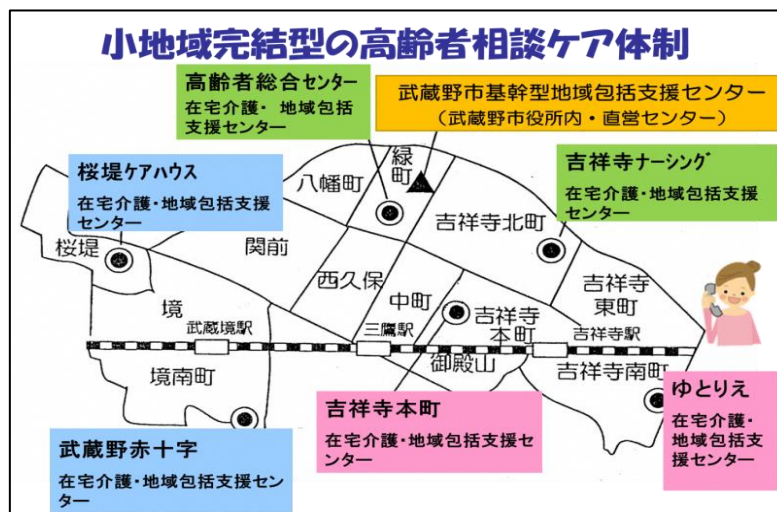 小地域完結型の高齢者相談ケア体制
高齢者総合センター
在宅介護・ 地域包括
支援センター
武蔵野市基幹型地域包括支援センター
（武蔵野市役所内・直営センター）
桜堤ケアハウス
在宅介護・地域包括支援
センター
吉祥寺ナーシング
在宅介護・地域包括支援
センター
八幡町
緑町
桜堤
関前
西久保
吉祥寺北町
吉祥寺
東町
境
武蔵境駅
中町
三鷹駅
吉祥寺
本町
吉祥寺駅
御殿山
境南町
吉祥寺南町
武蔵野赤十字
在宅介護・地域包括支援セン
ター
吉祥寺本町
在宅介護・地域包括支援セ
ンター
ゆとりえ
在宅介護・
地域包括支
援センター